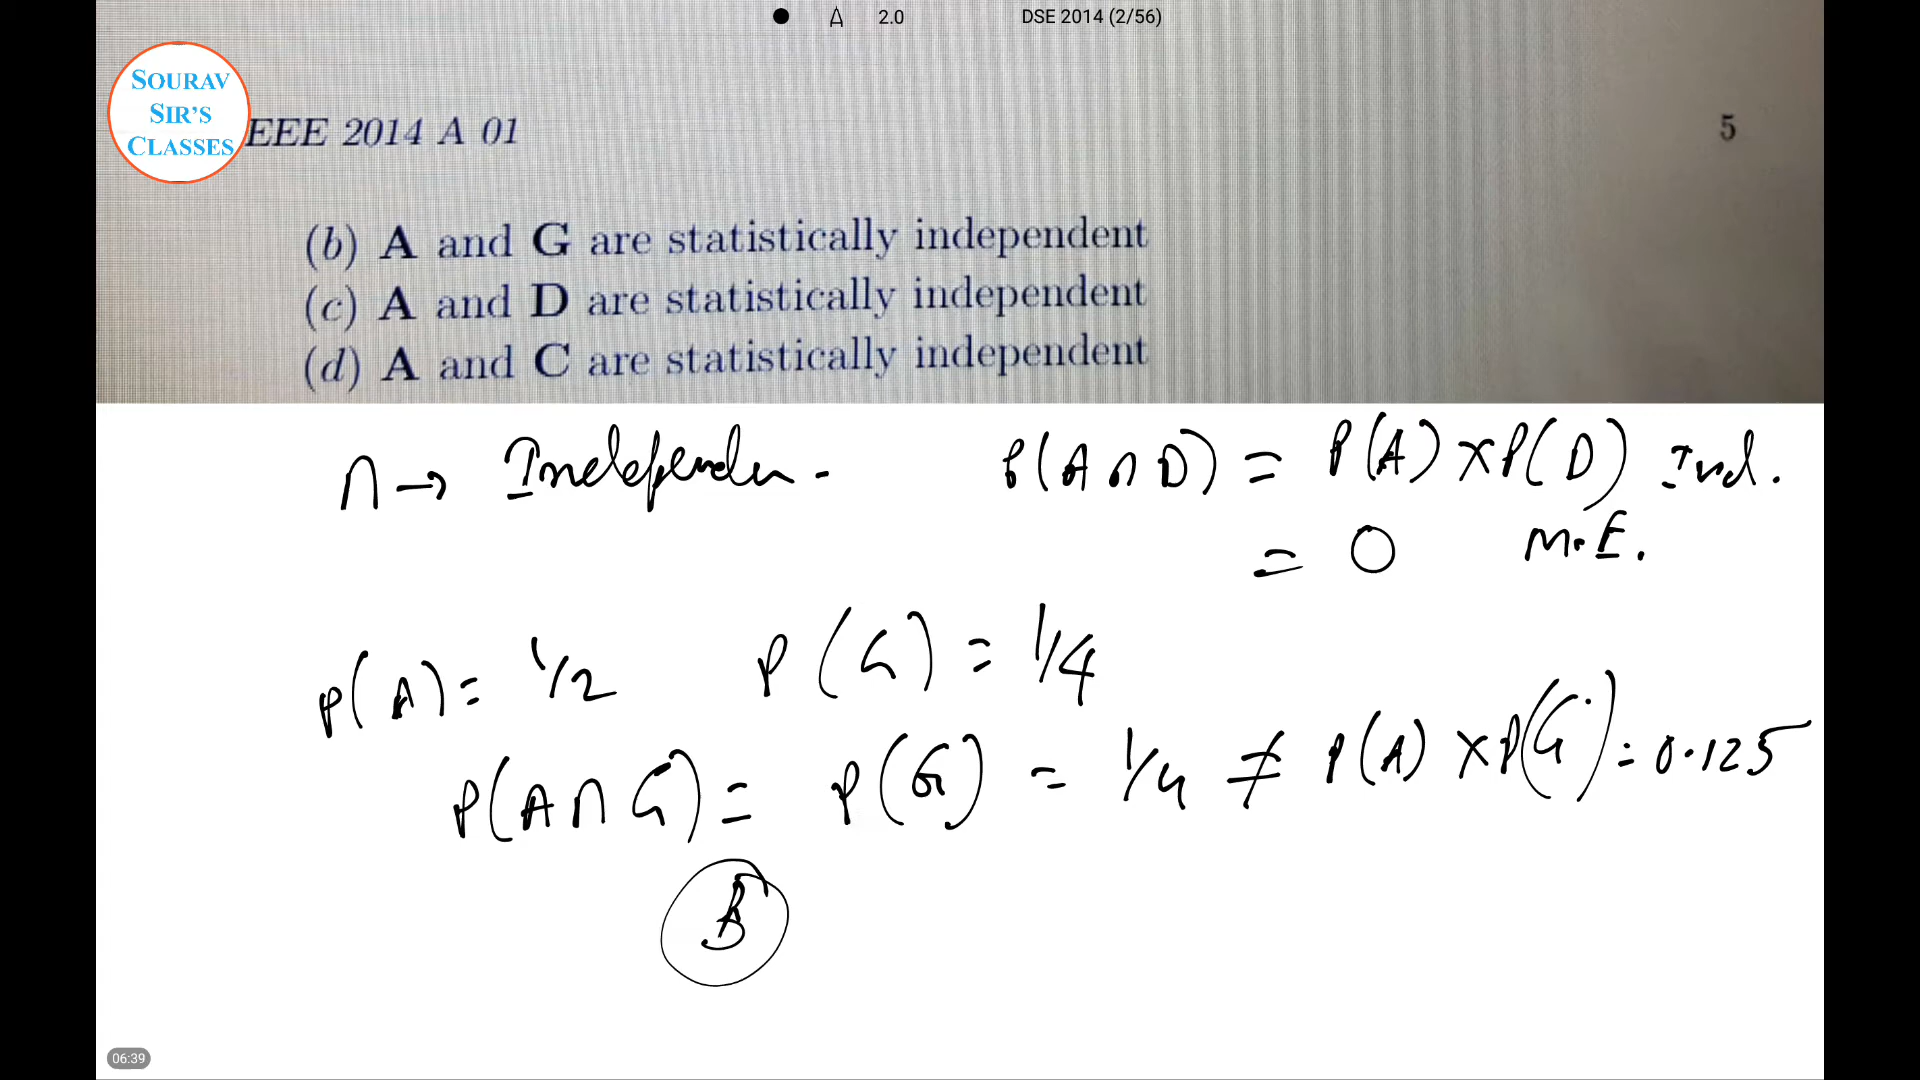 ● A 2.0 DSE 2014 (2/56)
SOURAV
SIR'S
CLASSES
EEE 2014 A 01 5
(b) A and G are statistically independent
(c) A and D are statistically independent
(d) A and C are statistically independent
∩ → Independen. P(A∩D) = P(A)×P(D) Ind.
= 0 M.E.
P(A) = 1/2 P(G) = 1/4
P(A∩G) = P(G) = 1/4 ≠ P(A)×P(G) = 0.125
B
06:39